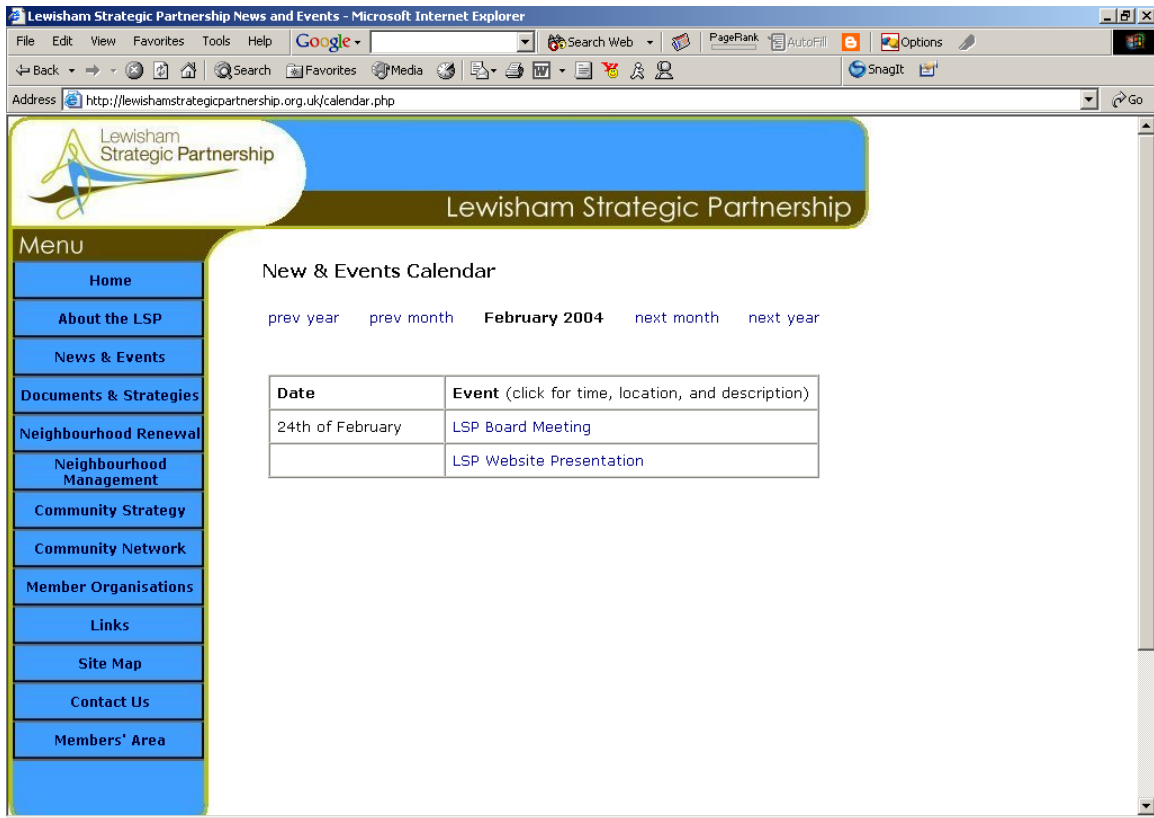 Lewisham Strategic Partnership News and Events - Microsoft Internet Explorer
File Edit View Favorites Tools Help Google Search Web PageRank AutoFill Options
Back Search Favorites Media SnagIt
Address http://lewishamstrategicpartnership.org.uk/calendar.php Go
Lewisham
Strategic Partnership
Lewisham Strategic Partnership
Menu
Home
About the LSP
News & Events
Documents & Strategies
Neighbourhood Renewal
Neighbourhood
Management
Community Strategy
Community Network
Member Organisations
Links
Site Map
Contact Us
Members' Area
New & Events Calendar
prev year prev month February 2004 next month next year
Date Event (click for time, location, and description)
24th of February LSP Board Meeting
LSP Website Presentation